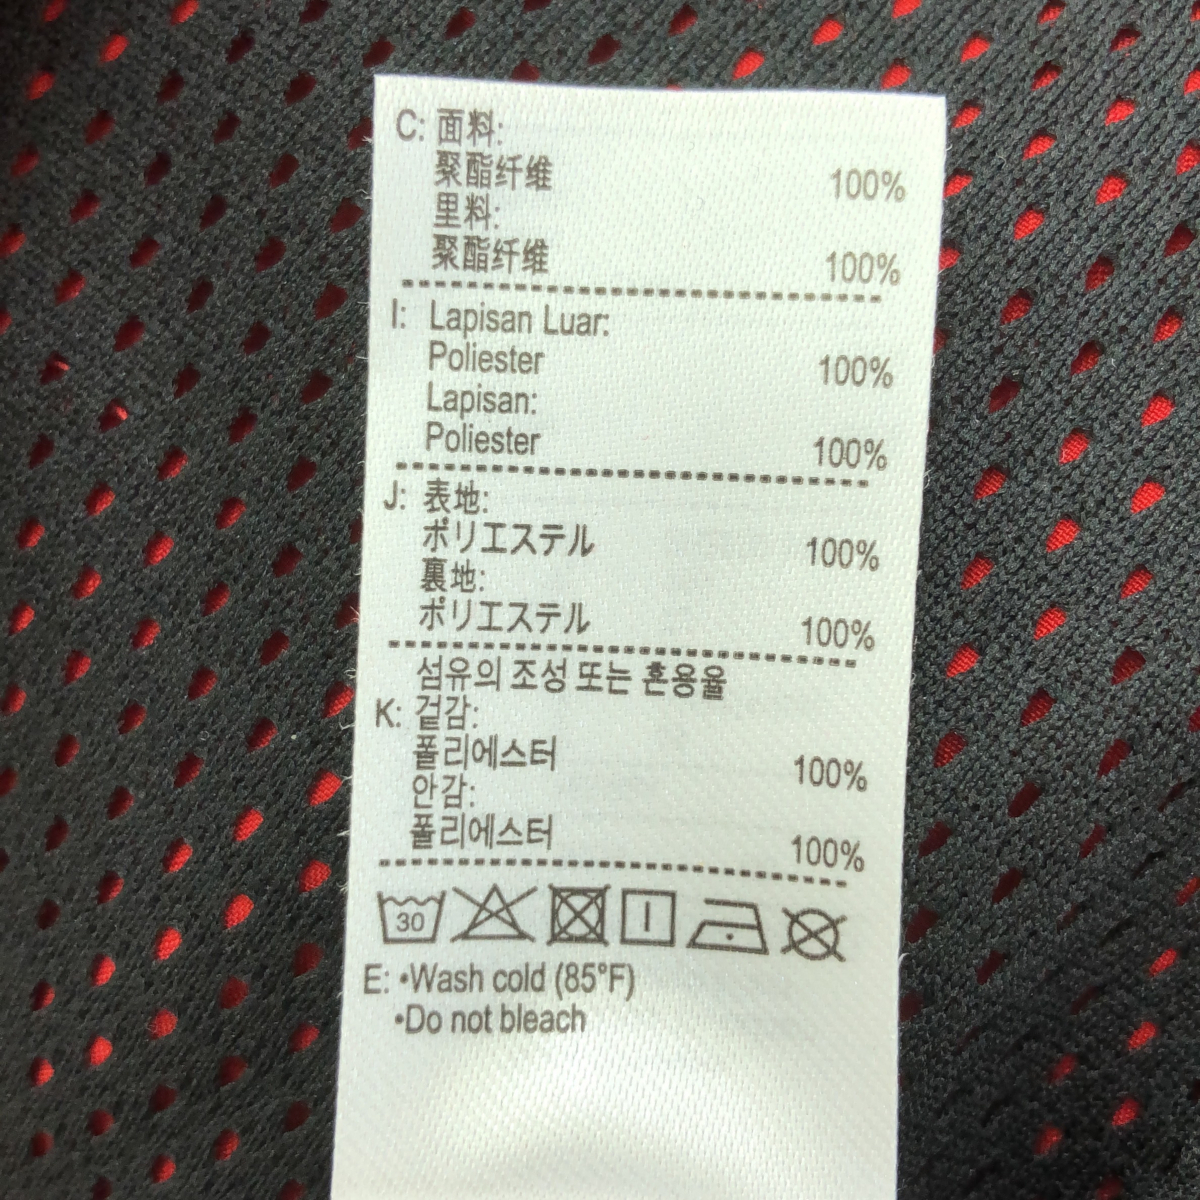 C: 面料:
聚酯纤维 100%
里料:
聚酯纤维 100%
I: Lapisan Luar:
Poliester 100%
Lapisan:
Poliester 100%
J: 表地:
ポリエステル 100%
裏地:
ポリエステル 100%
섬유의 조성 또는 혼용율
K: 겉감:
폴리에스터 100%
안감:
폴리에스터 100%
30
E: •Wash cold (85°F)
•Do not bleach